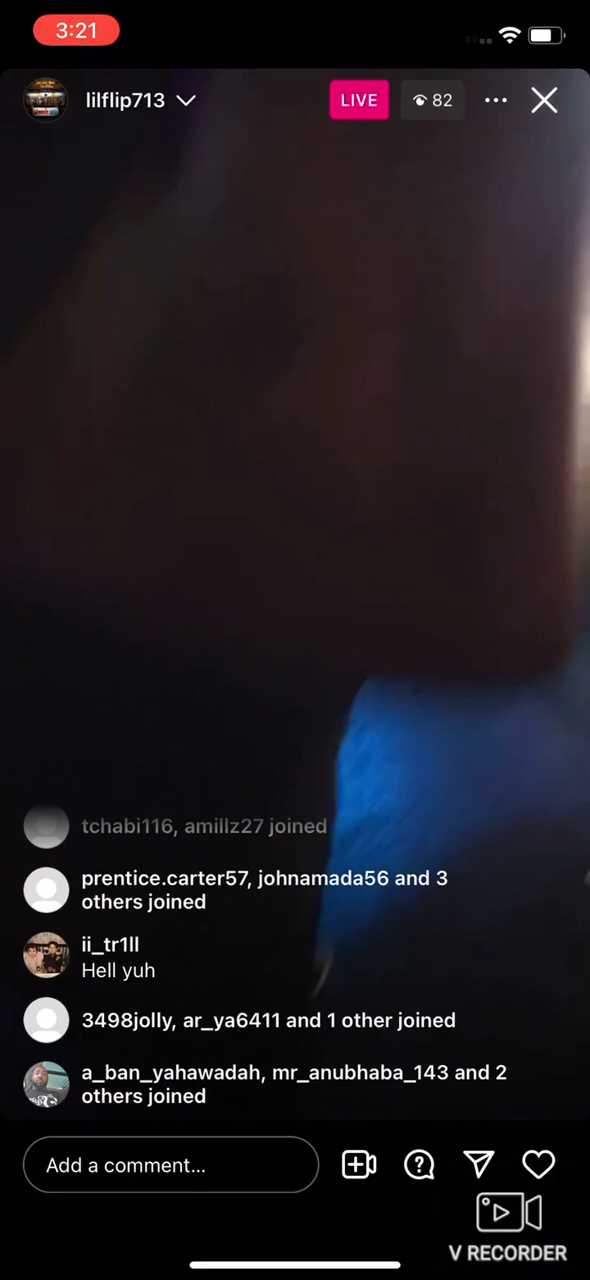 3:21
lilflip713
LIVE
82
tchabi116, amillz27 joined
prentice.carter57, johnamada56 and 3
others joined
ii_tr1ll
Hell yuh
3498jolly, ar_ya6411 and 1 other joined
a_ban_yahawadah, mr_anubhaba_143 and 2
others joined
Add a comment...
V RECORDER